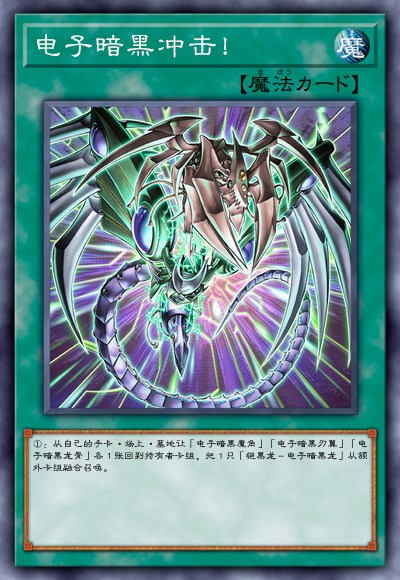 电子暗黑冲击！
魔
【魔法カード】
ま ほう
①：从自己的手卡・场上・墓地让「电子暗黑魔角」「电子暗黑刃翼」「电
子暗黑龙骨」各1张回到持有者卡组，把1只「铠黑龙－电子暗黑龙」从额
外卡组融合召唤。